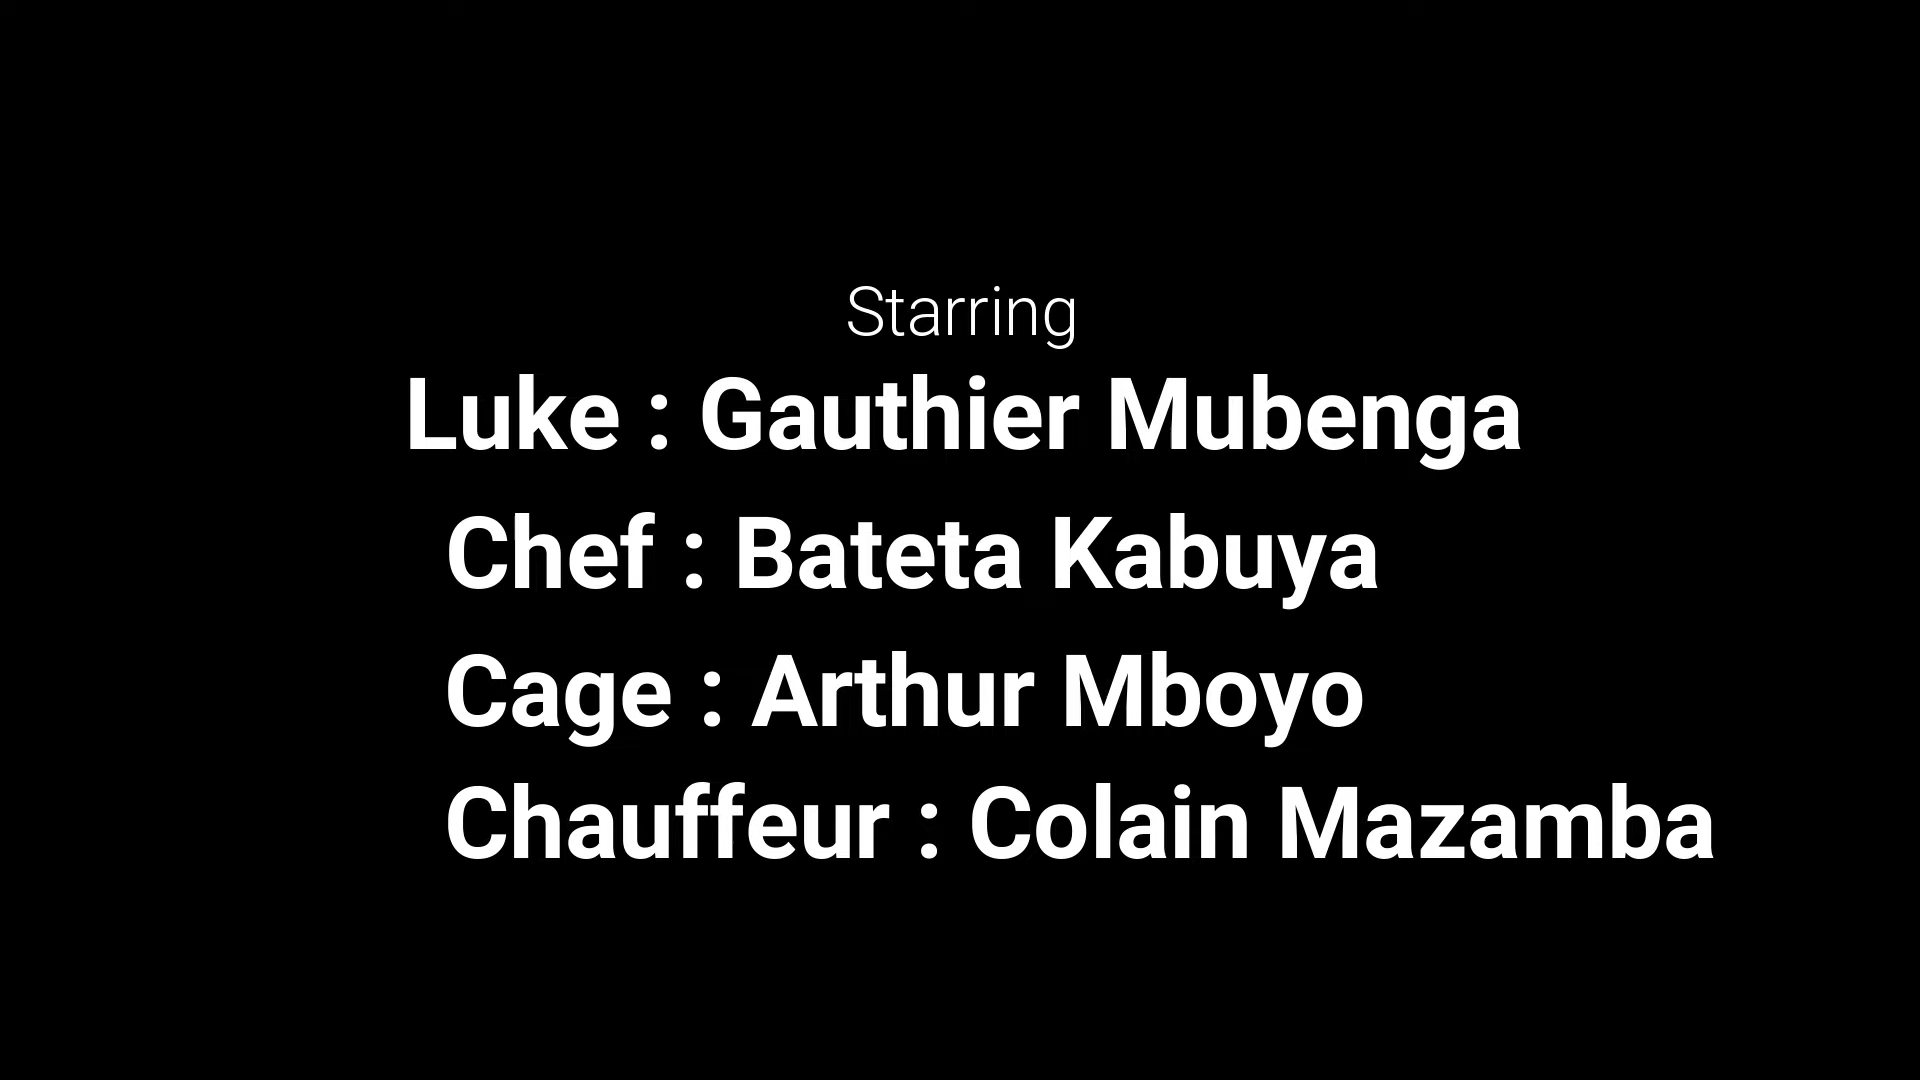 Starring
Luke : Gauthier Mubenga
Chef : Bateta Kabuya
Cage : Arthur Mboyo
Chauffeur : Colain Mazamba